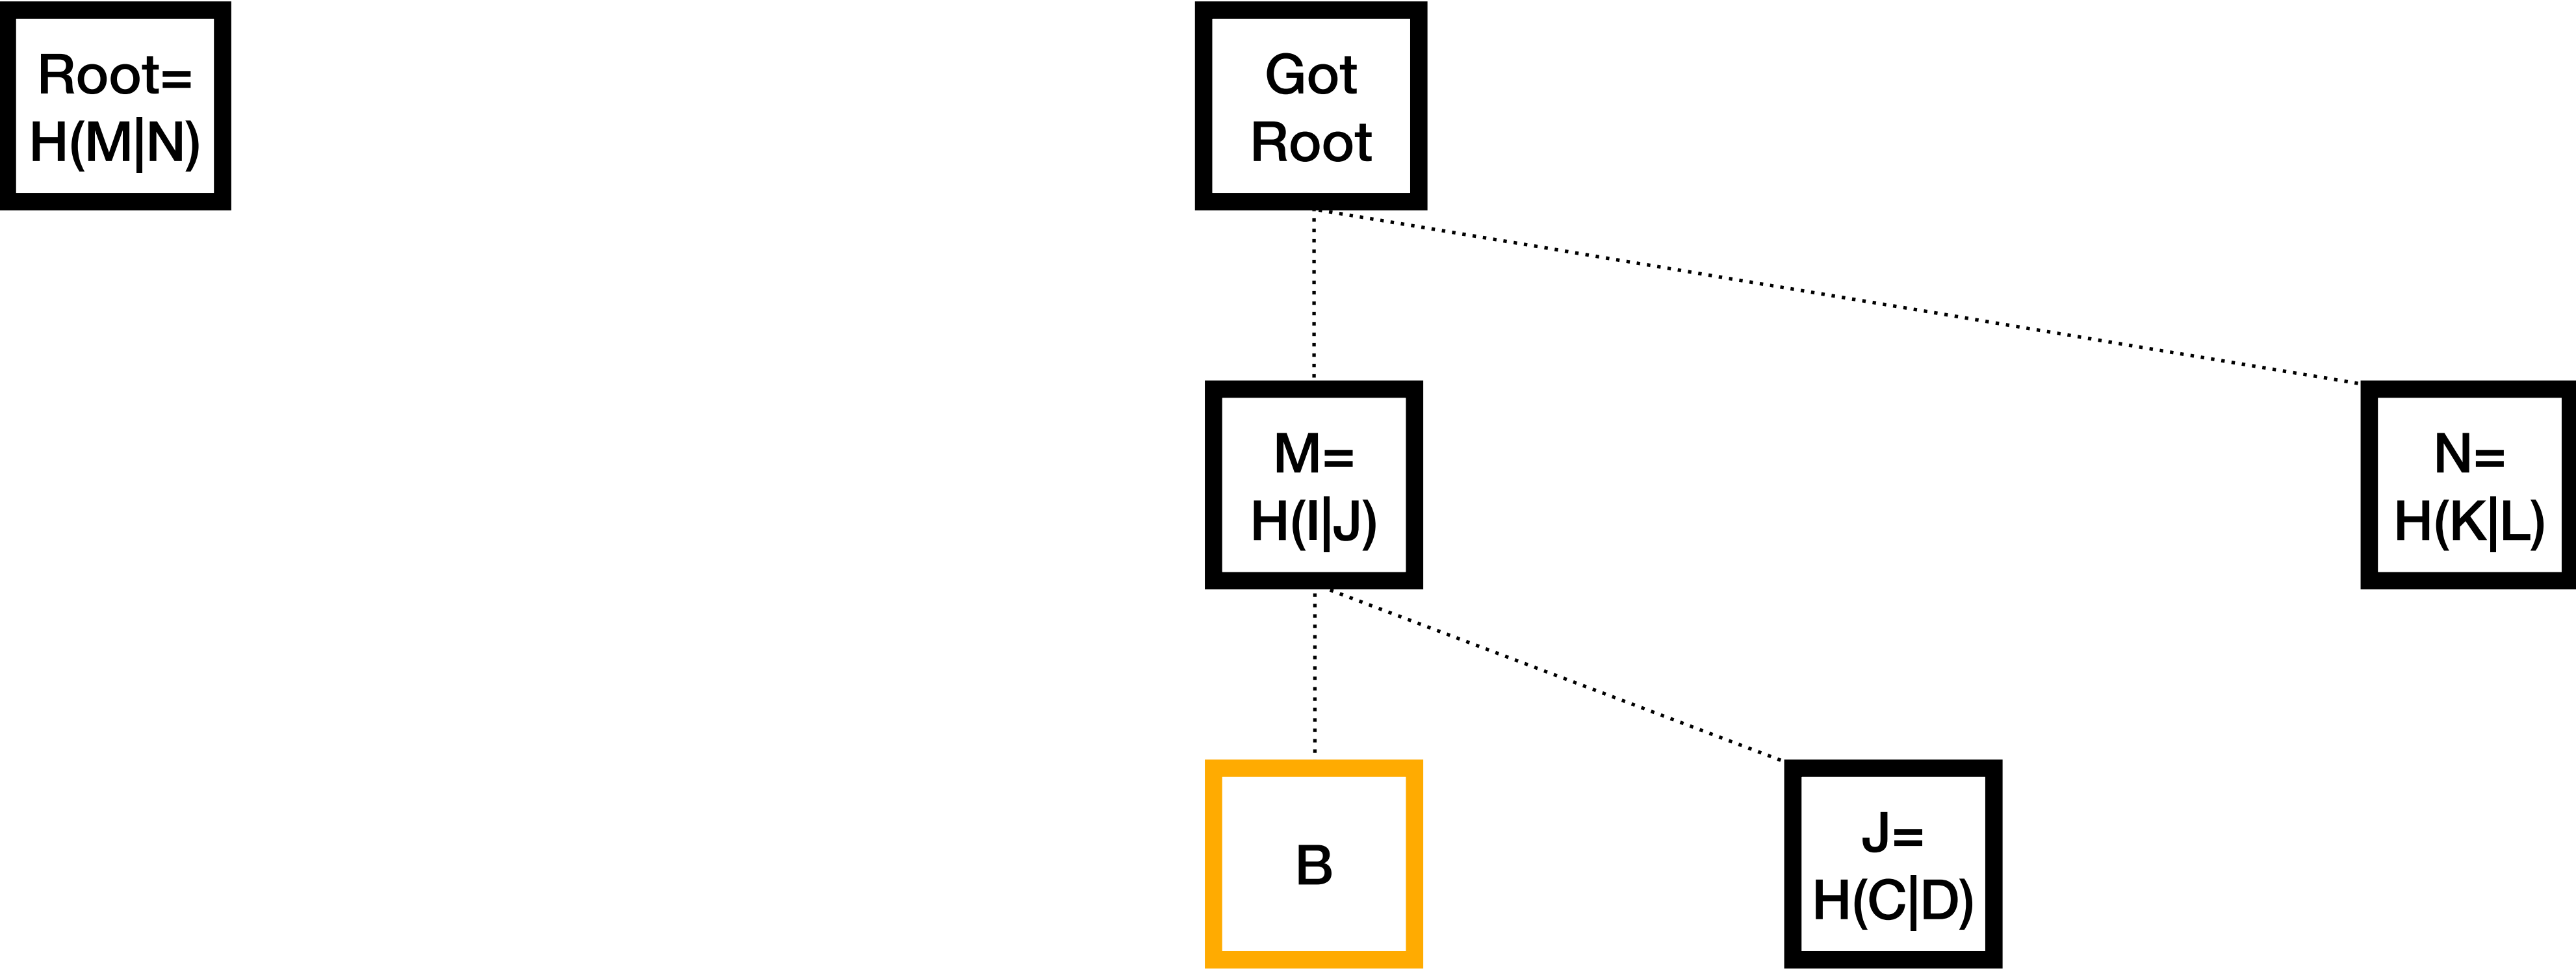 Root=
H(M|N)
Got
Root
M=
H(I|J)
N=
H(K|L)
B
J=
H(C|D)